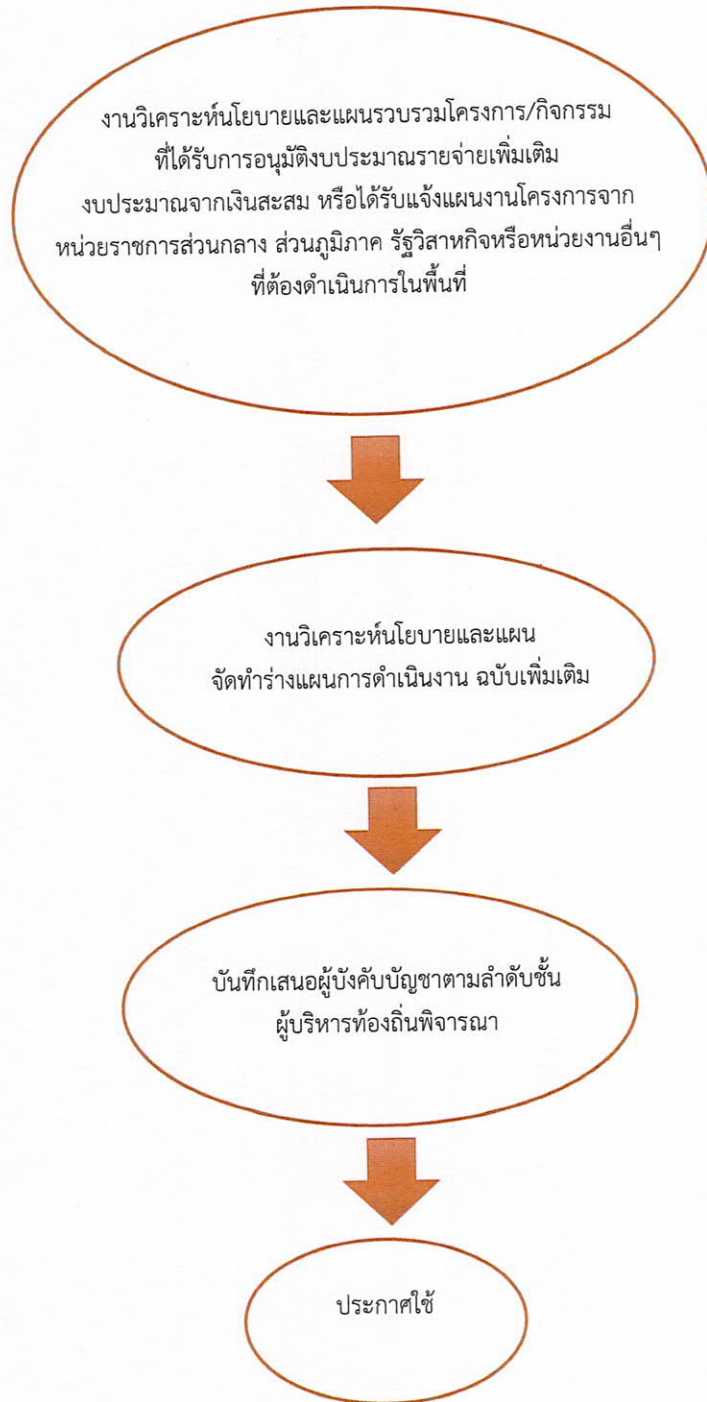 งานวิเคราะห์นโยบายและแผนรวบรวมโครงการ/กิจกรรม
ที่ได้รับการอนุมัติงบประมาณรายจ่ายเพิ่มเติม
งบประมาณจากเงินสะสม หรือได้รับแจ้งแผนงานโครงการจาก
หน่วยราชการส่วนกลาง ส่วนภูมิภาค รัฐวิสาหกิจหรือหน่วยงานอื่นๆ
ที่ต้องดำเนินการในพื้นที่
งานวิเคราะห์นโยบายและแผน
จัดทำร่างแผนการดำเนินงาน ฉบับเพิ่มเติม
บันทึกเสนอผู้บังคับบัญชาตามลำดับชั้น
ผู้บริหารท้องถิ่นพิจารณา
ประกาศใช้